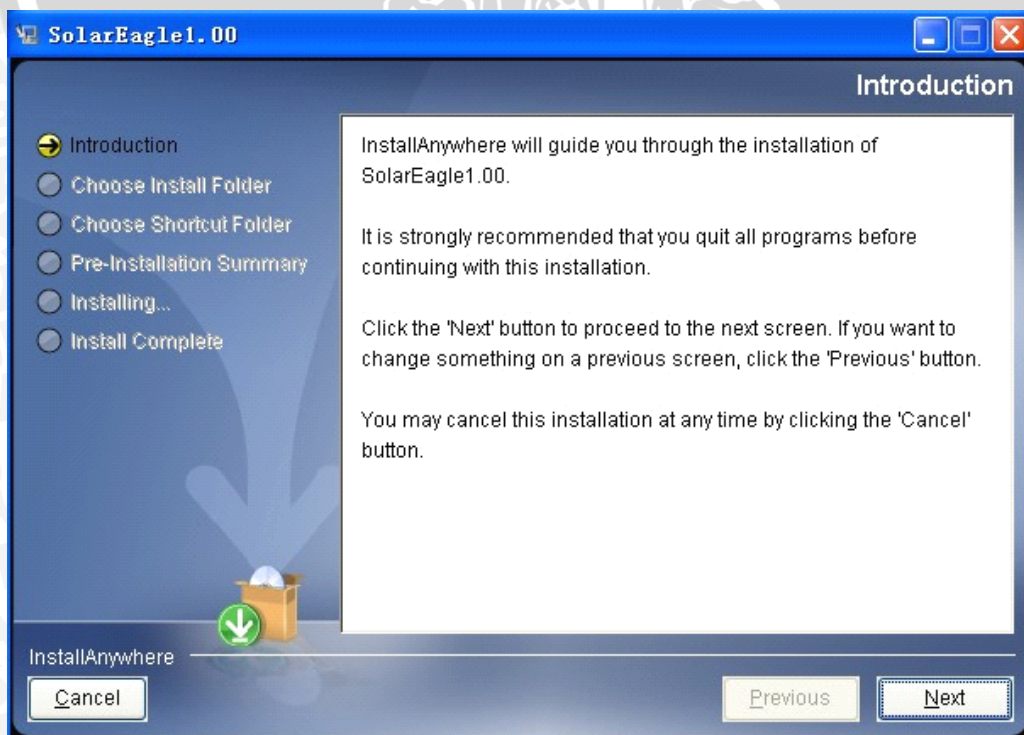 SolarEagle1.00
Introduction
Introduction
Choose Install Folder
Choose Shortcut Folder
Pre-Installation Summary
Installing...
Install Complete
InstallAnywhere will guide you through the installation of
SolarEagle1.00.
It is strongly recommended that you quit all programs before
continuing with this installation.
Click the 'Next' button to proceed to the next screen. If you want to
change something on a previous screen, click the 'Previous' button.
You may cancel this installation at any time by clicking the 'Cancel'
button.
InstallAnywhere
Cancel
Previous
Next